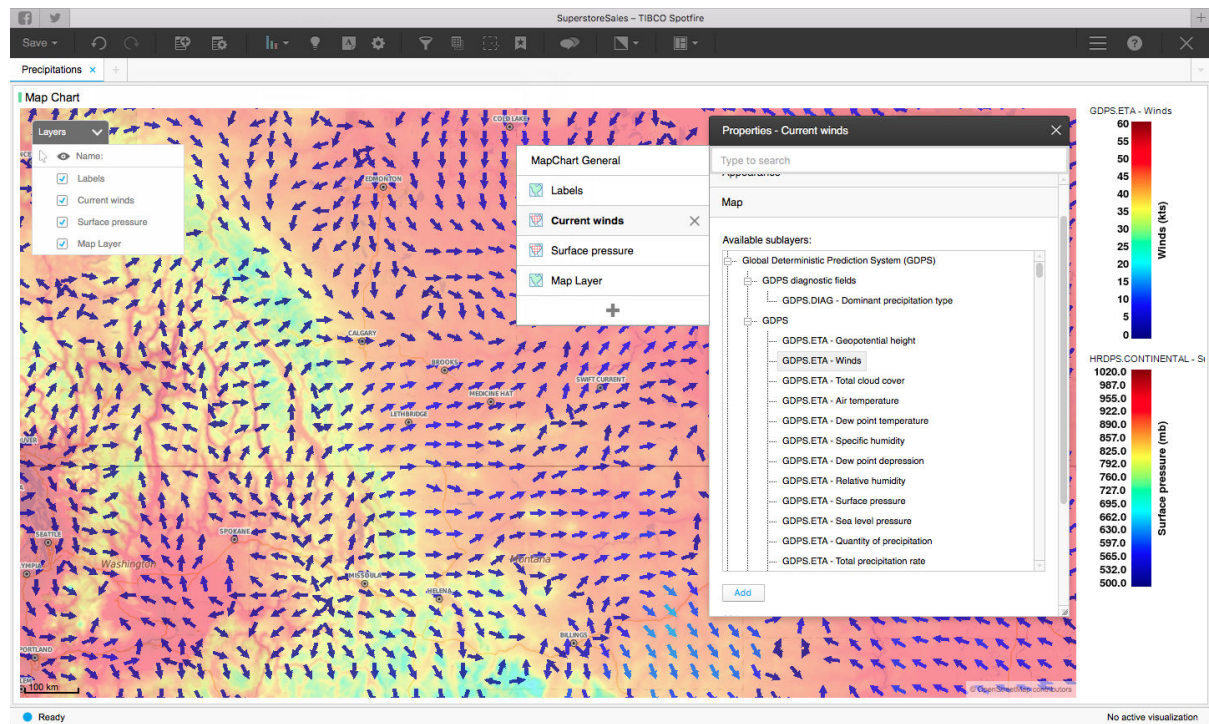 SuperstoreSales – TIBCO Spotfire
Save
Precipitations
Map Chart
Layers
Name:
Labels
Current winds
Surface pressure
Map Layer
COLD LAKE
EDMONTON
CALGARY
BROOKS
MEDICINE HAT
SWIFT CURRENT
LETHBRIDGE
SEATTLE
SPOKANE
Washington
MISSOULA
Montana
HELENA
BILLINGS
PORTLAND
100 km
© OpenStreetMap contributors
MapChart General
Labels
Current winds
Surface pressure
Map Layer
Properties - Current winds
Type to search
Appearance
Map
Available sublayers:
Global Deterministic Prediction System (GDPS)
GDPS diagnostic fields
GDPS.DIAG - Dominant precipitation type
GDPS
GDPS.ETA - Geopotential height
GDPS.ETA - Winds
GDPS.ETA - Total cloud cover
GDPS.ETA - Air temperature
GDPS.ETA - Dew point temperature
GDPS.ETA - Specific humidity
GDPS.ETA - Dew point depression
GDPS.ETA - Relative humidity
GDPS.ETA - Surface pressure
GDPS.ETA - Sea level pressure
GDPS.ETA - Quantity of precipitation
GDPS.ETA - Total precipitation rate
Add
GDPS.ETA - Winds
60
55
50
45
40
35
30
25
20
15
10
5
0
Winds (kts)
HRDPS.CONTINENTAL - S
1020.0
987.0
955.0
922.0
890.0
857.0
825.0
792.0
760.0
727.0
695.0
662.0
630.0
597.0
565.0
532.0
500.0
Surface pressure (mb)
Ready
No active visualization